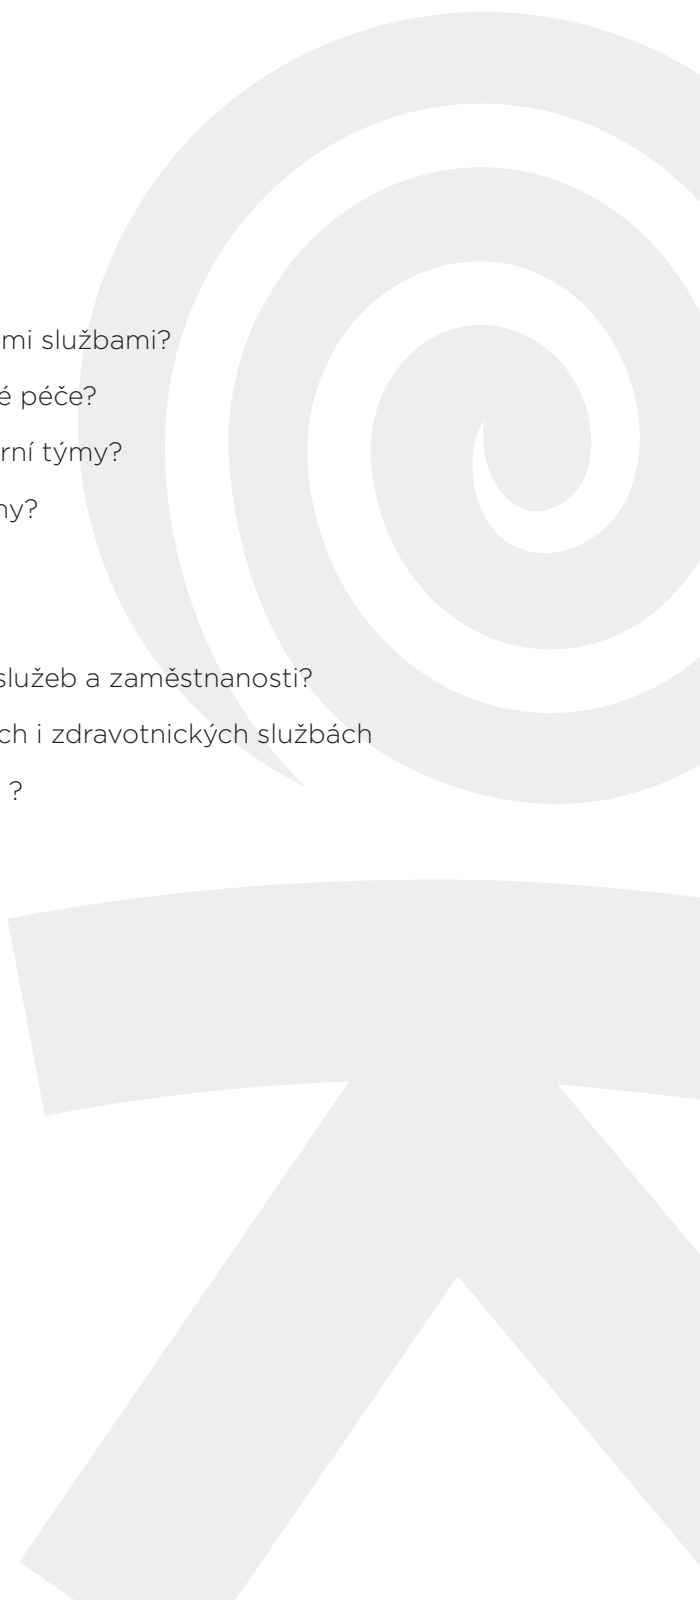 mi službami?
é péče?
rní týmy?
ny?
služeb a zaměstnanosti?
ch i zdravotnických službách
?